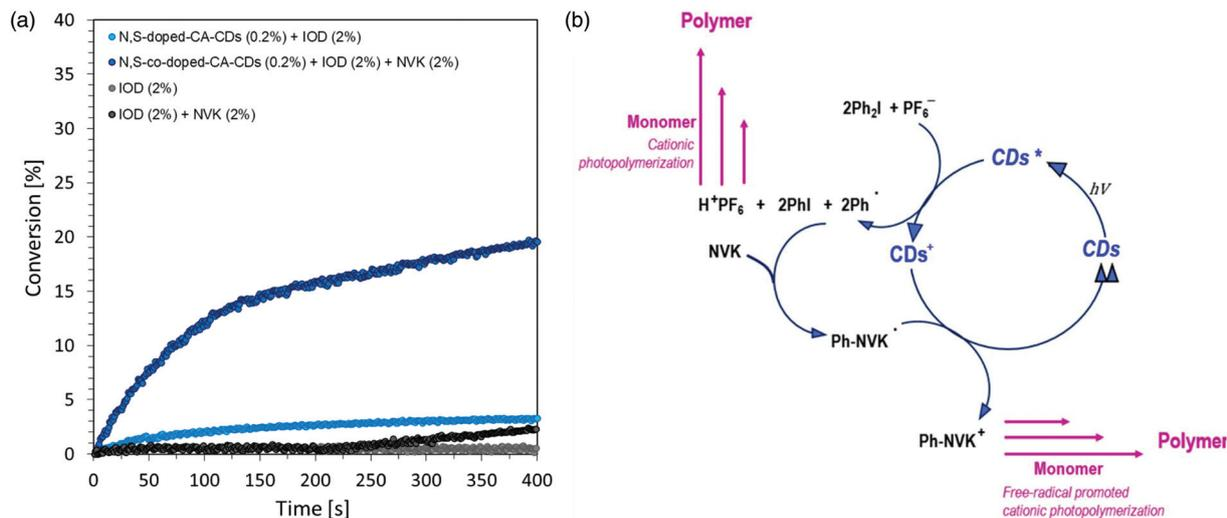 (a)
40
35
30
25
20
15
10
5
0
Conversion [%]
N,S-doped-CA-CDs (0.2%) + IOD (2%)
N,S-co-doped-CA-CDs (0.2%) + IOD (2%) + NVK (2%)
IOD (2%)
IOD (2%) + NVK (2%)
0 50 100 150 200 250 300 350 400
Time [s]
(b)
Polymer
Monomer
Cationic
photopolymerization
2Ph₂I + PF₆⁻
CDs *
hV
H⁺PF₆ + 2PhI + 2Ph˙
NVK
CDs⁺
CDs
Ph-NVK˙
Ph-NVK⁺
Polymer
Monomer
Free-radical promoted
cationic photopolymerization